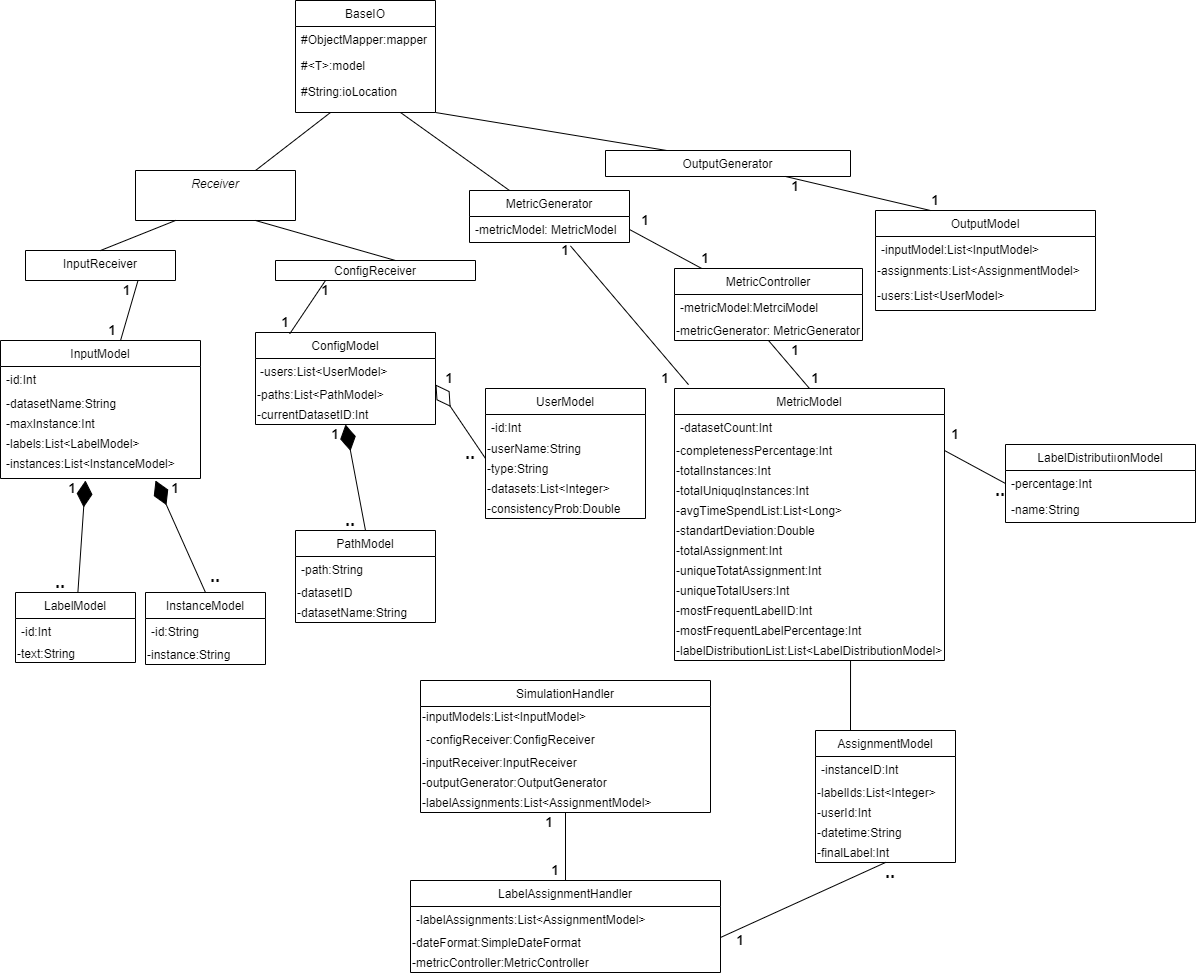 BaseIO
#ObjectMapper:mapper
#<T>:model
#String:ioLocation
Receiver
OutputGenerator
1
MetricGenerator
-metricModel: MetricModel
1
1
1
OutputModel
-inputModel:List<InputModel>
-assignments:List<AssignmentModel>
-users:List<UserModel>
InputReceiver
1
ConfigReceiver
1
1
MetricController
-metricModel:MetrciModel
-metricGenerator: MetricGenerator
1
1
InputModel
-id:Int
-datasetName:String
-maxInstance:Int
-labels:List<LabelModel>
-instances:List<InstanceModel>
1
1
1
ConfigModel
-users:List<UserModel>
-paths:List<PathModel>
-currentDatasetID:Int
1
1
..
UserModel
-id:Int
-userName:String
-type:String
-datasets:List<Integer>
-consistencyProb:Double
1
1
MetricModel
-datasetCount:Int
-completenessPercentage:Int
-totalInstances:Int
-totalUniquqInstances:Int
-avgTimeSpendList:List<Long>
-standartDeviation:Double
-totalAssignment:Int
-uniqueTotatAssignment:Int
-uniqueTotalUsers:Int
-mostFrequentLabelID:Int
-mostFrequentLabelPercentage:Int
-labelDistributionList:List<LabelDistributionModel>
1
..
LabelDistributionModel
-percentage:Int
-name:String
..
PathModel
-path:String
-datasetID
-datasetName:String
..
LabelModel
-id:Int
-text:String
..
InstanceModel
-id:String
-instance:String
SimulationHandler
-inputModels:List<InputModel>
-configReceiver:ConfigReceiver
-inputReceiver:InputReceiver
-outputGenerator:OutputGenerator
-labelAssignments:List<AssignmentModel>
1
AssignmentModel
-instanceID:Int
-labelIds:List<Integer>
-userId:Int
-datetime:String
-finalLabel:Int
..
1
LabelAssignmentHandler
-labelAssignments:List<AssignmentModel>
-dateFormat:SimpleDateFormat
-metricController:MetricController
1